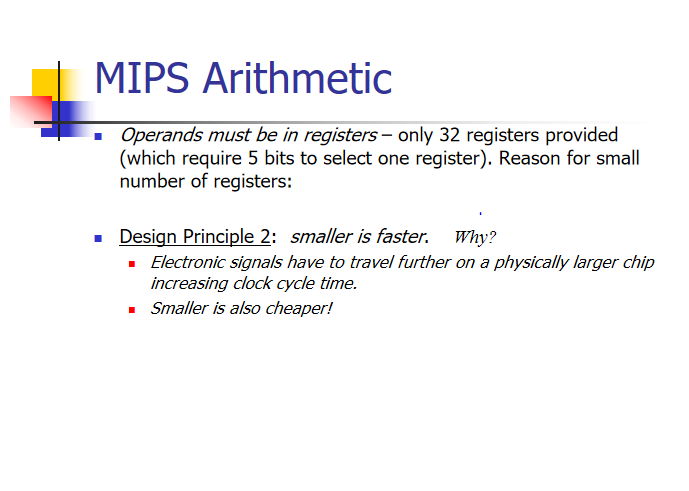 MIPS Arithmetic
Operands must be in registers – only 32 registers provided
(which require 5 bits to select one register). Reason for small
number of registers:
Design Principle 2: smaller is faster. Why?
Electronic signals have to travel further on a physically larger chip
increasing clock cycle time.
Smaller is also cheaper!